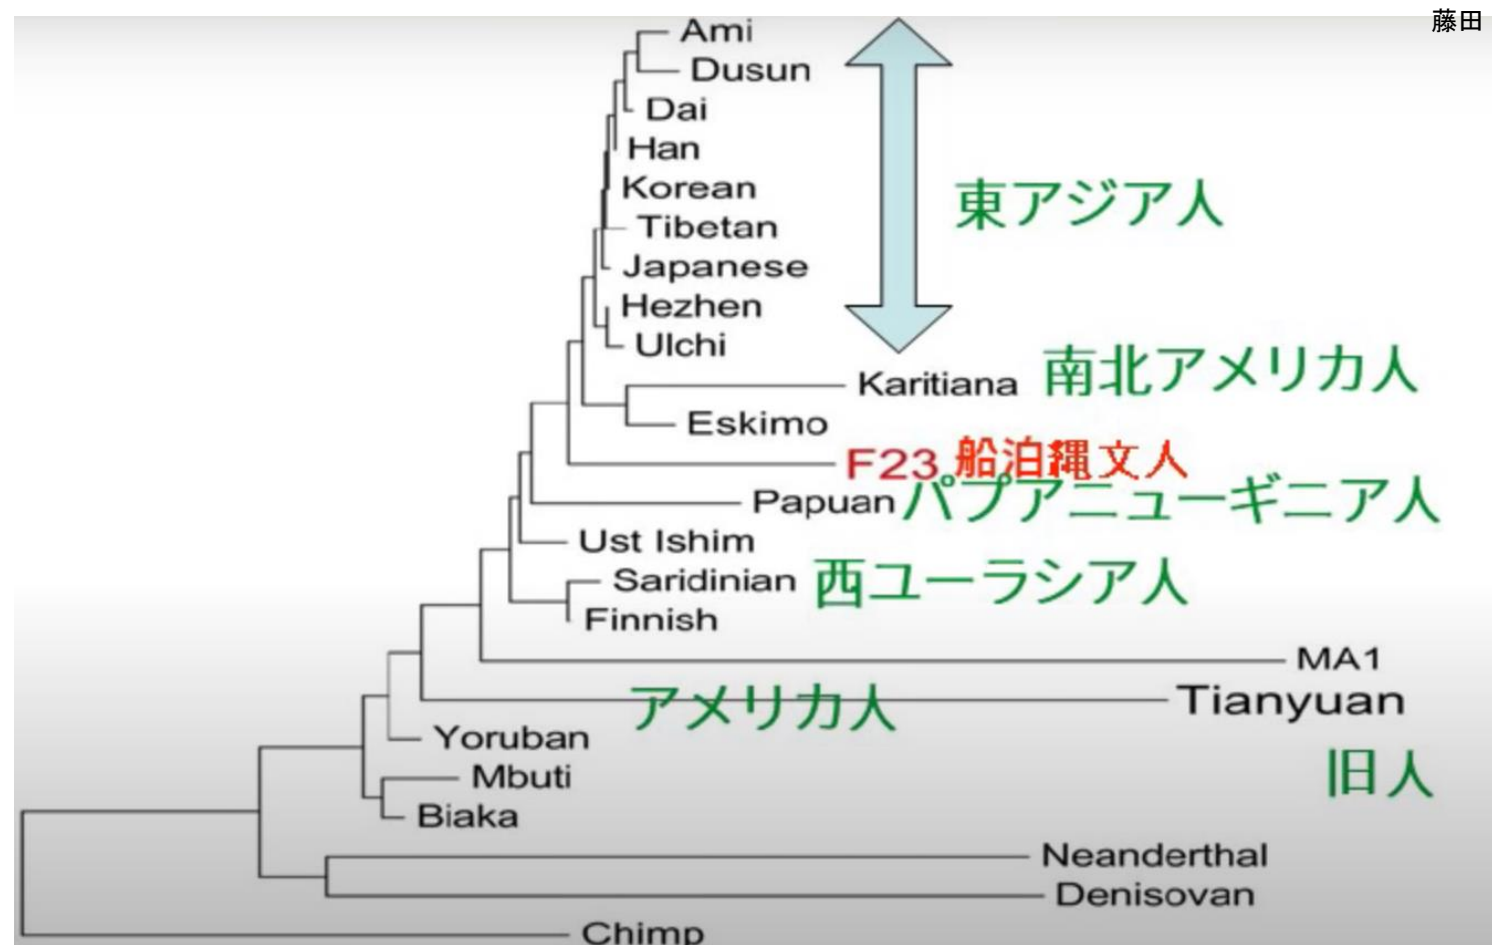 藤田
Ami
Dusun
Dai
Han
Korean
東アジア人
Tibetan
Japanese
Hezhen
Ulchi
Karitiana 南北アメリカ人
Eskimo
F23 船泊縄文人
Papuan パプアニューギニア人
Ust Ishim
Saridinian 西ユーラシア人
Finnish
MA1
アメリカ人 Tianyuan
Yoruban
Mbuti 旧人
Biaka
Neanderthal
Denisovan
Chimp